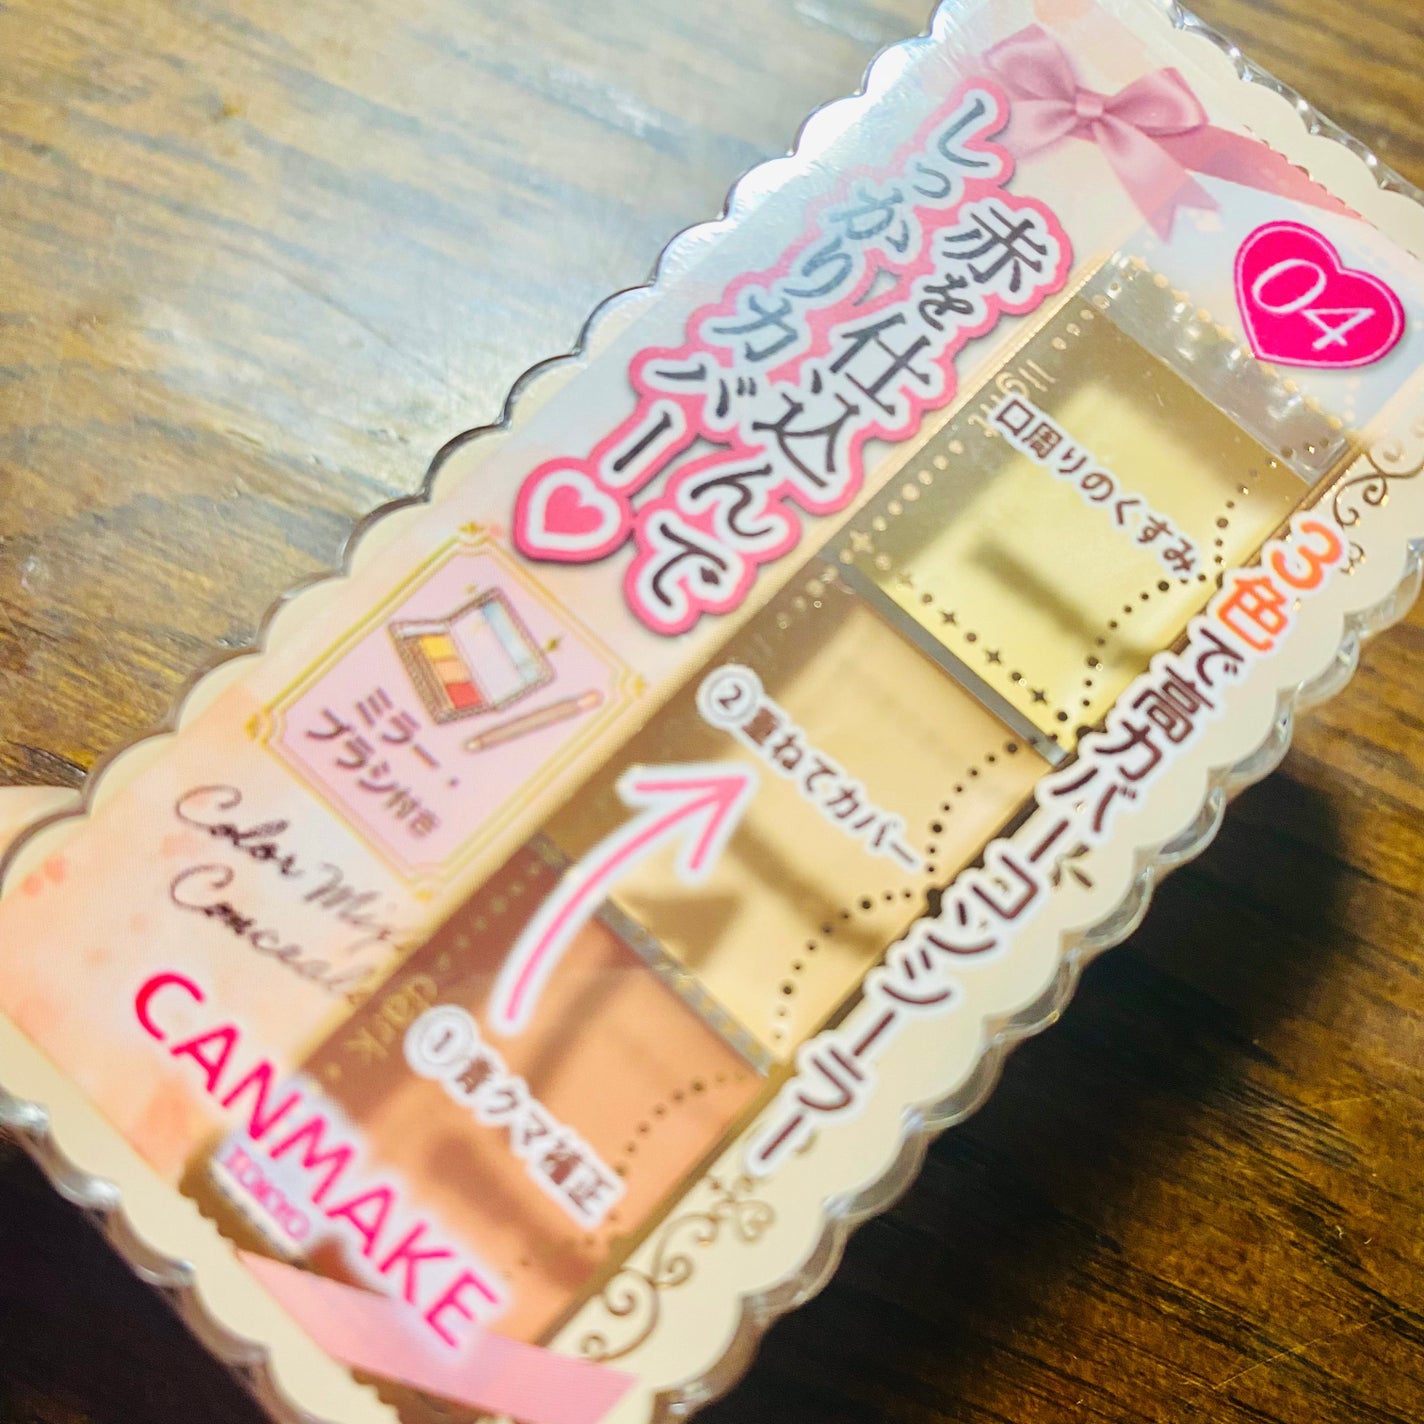 04
赤を仕込んで
しっかりカバー
3色で高カバーコンシーラー
light
口周りのくすみ
②重ねてカバー
dark
①青クマ補正
ミラー・
ブラシ付き
Color Mix
Conceal
CANMAKE
TOKYO